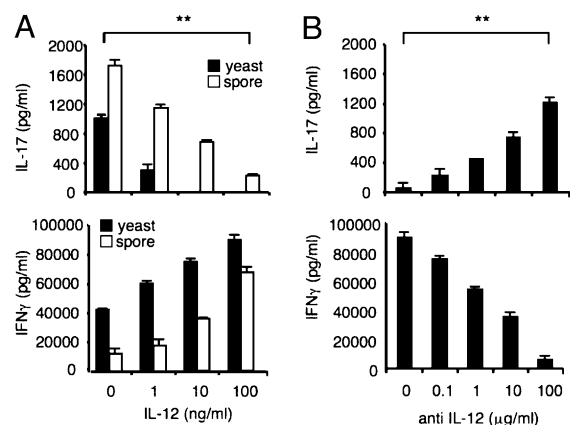 A
**
IL-17 (pg/ml)
2000
1600
1200
800
400
0
yeast
spore
IFNγ (pg/ml)
100000
80000
60000
40000
20000
0
yeast
spore
0 1 10 100
IL-12 (ng/ml)
B
**
IL-17 (pg/ml)
2000
1600
1200
800
400
0
IFNγ (pg/ml)
100000
80000
60000
40000
20000
0
0 0.1 1 10 100
anti IL-12 (μg/ml)